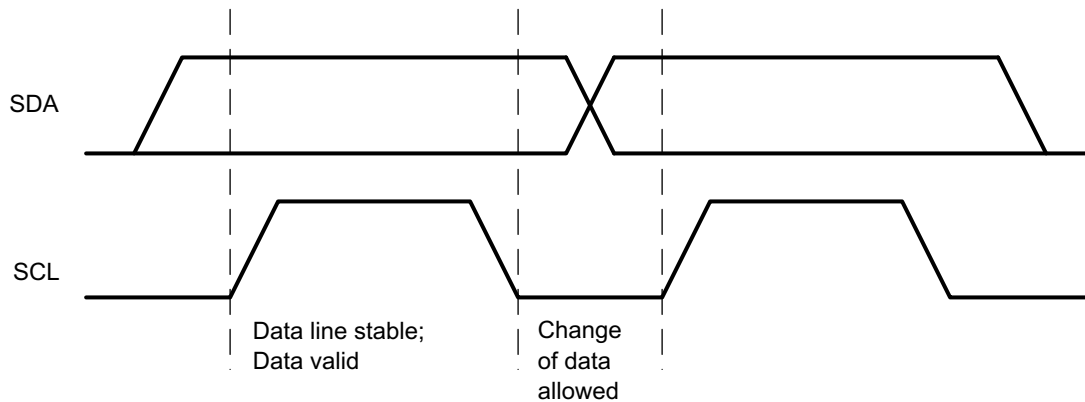 SDA
SCL
Data line stable;
Data valid
Change
of data
allowed